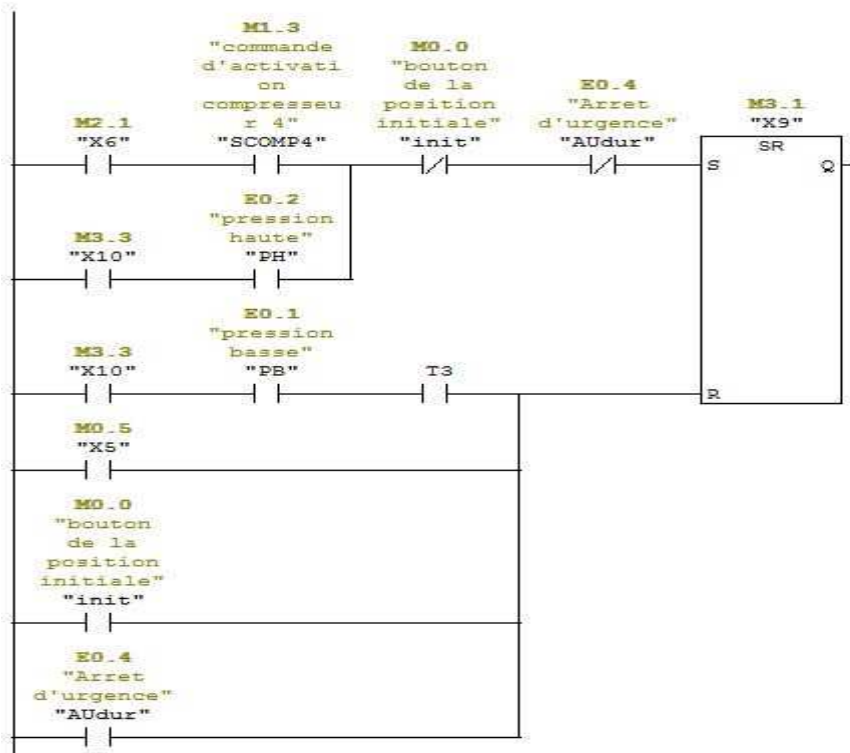 M1.3
"commande
d'activati
on
compresseu
r 4"
"SCOMP4"
M0.0
"bouton
de la
position
initiale"
"init"
E0.4
"Arret
d'urgence"
"AUdur"
M3.1
"X9"
SR
S
Q
M2.1
"X6"
E0.2
"pression
haute"
"PH"
M3.3
"X10"
E0.1
"pression
basse"
"PB"
M3.3
"X10"
T3
R
M0.5
"X5"
M0.0
"bouton
de la
position
initiale"
"init"
E0.4
"Arret
d'urgence"
"AUdur"